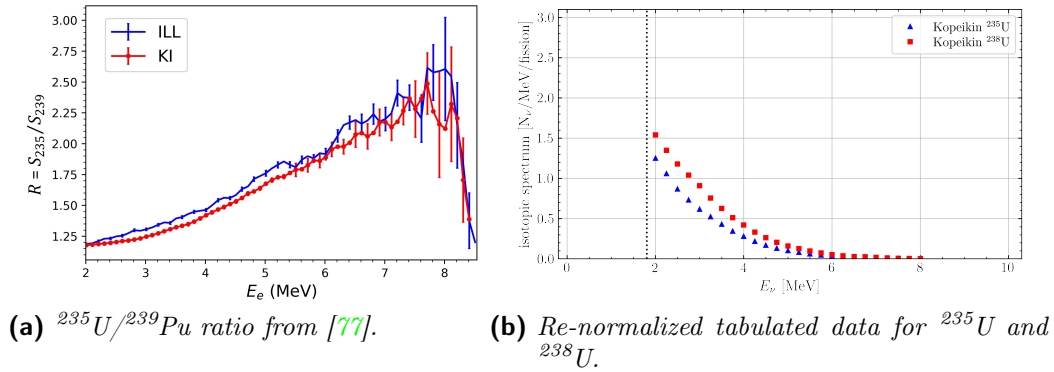 3.00
2.75
2.50
2.25
2.00
1.75
1.50
1.25
R = S₂₃₅/S₂₃₉
ILL
KI
2 3 4 5 6 7 8
Eₑ (MeV)
(a) ²³⁵U/²³⁹Pu ratio from [77].
3.0
2.5
2.0
1.5
1.0
0.5
0.0
isotopic spectrum [Nᵥ/MeV/fission]
Kopeikin ²³⁵U
Kopeikin ²³⁸U
0 2 4 6 8 10
Eᵥ [MeV]
(b) Re-normalized tabulated data for ²³⁵U and
²³⁸U.